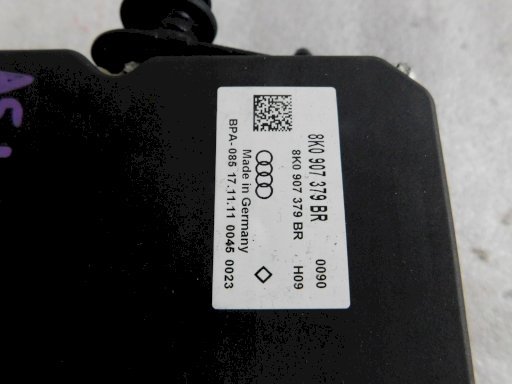 8K0 907 379 BR 0090
8K0 907 379 BR H09
Made in Germany
BPA-085 17.11.11 0045 0023